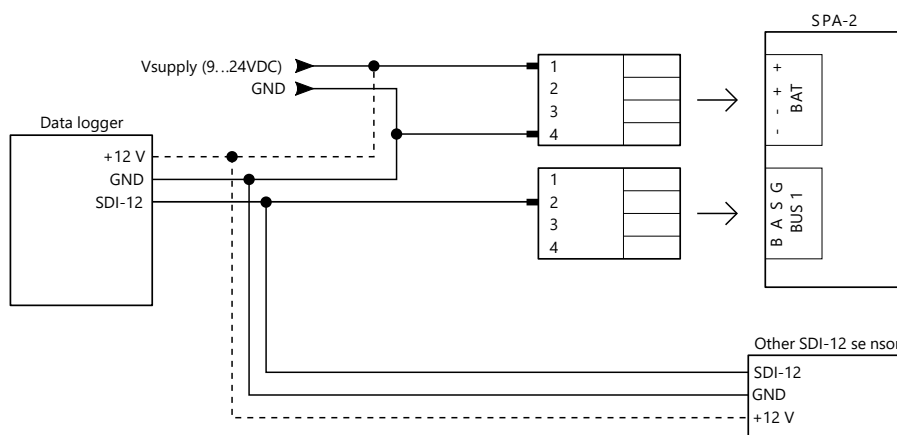 SPA-2
Vsupply (9...24VDC)
GND
1
2
3
4
- - + +
BAT
Data logger
+12 V
GND
SDI-12
1
2
3
4
B A S G
BUS 1
Other SDI-12 se nsor
SDI-12
GND
+12 V